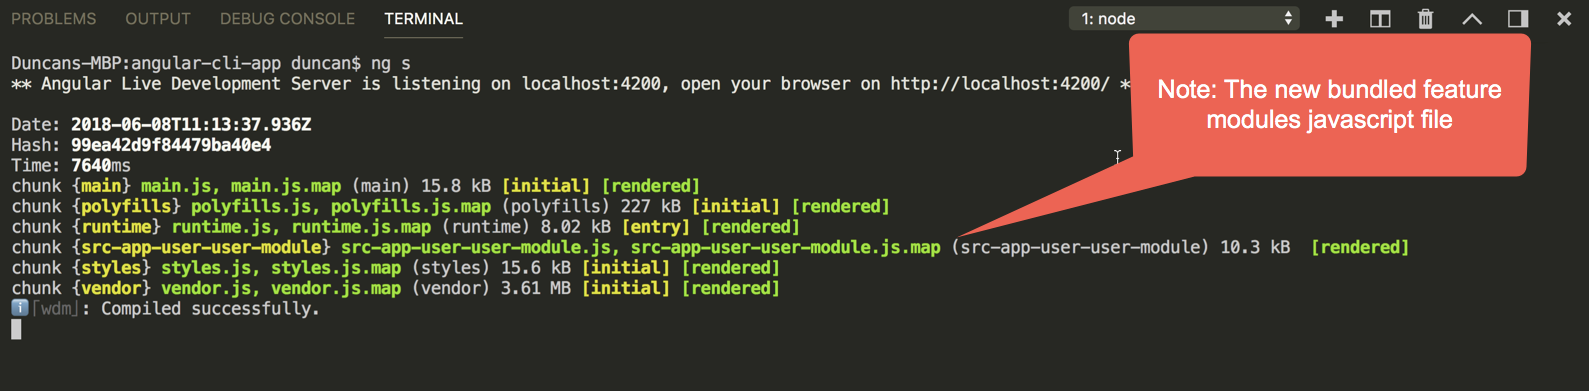 PROBLEMS OUTPUT DEBUG CONSOLE TERMINAL 1: node
Duncans-MBP:angular-cli-app duncan$ ng s
** Angular Live Development Server is listening on localhost:4200, open your browser on http://localhost:4200/ *
Note: The new bundled feature
modules javascript file
Date: 2018-06-08T11:13:37.936Z
Hash: 99ea42d9f84479ba40e4
Time: 7640ms
chunk {main} main.js, main.js.map (main) 15.8 kB [initial] [rendered]
chunk {polyfills} polyfills.js, polyfills.js.map (polyfills) 227 kB [initial] [rendered]
chunk {runtime} runtime.js, runtime.js.map (runtime) 8.02 kB [entry] [rendered]
chunk {src-app-user-user-module} src-app-user-user-module.js, src-app-user-user-module.js.map (src-app-user-user-module) 10.3 kB [rendered]
chunk {styles} styles.js, styles.js.map (styles) 15.6 kB [initial] [rendered]
chunk {vendor} vendor.js, vendor.js.map (vendor) 3.61 MB [initial] [rendered]
ℹ ｢wdm｣: Compiled successfully.